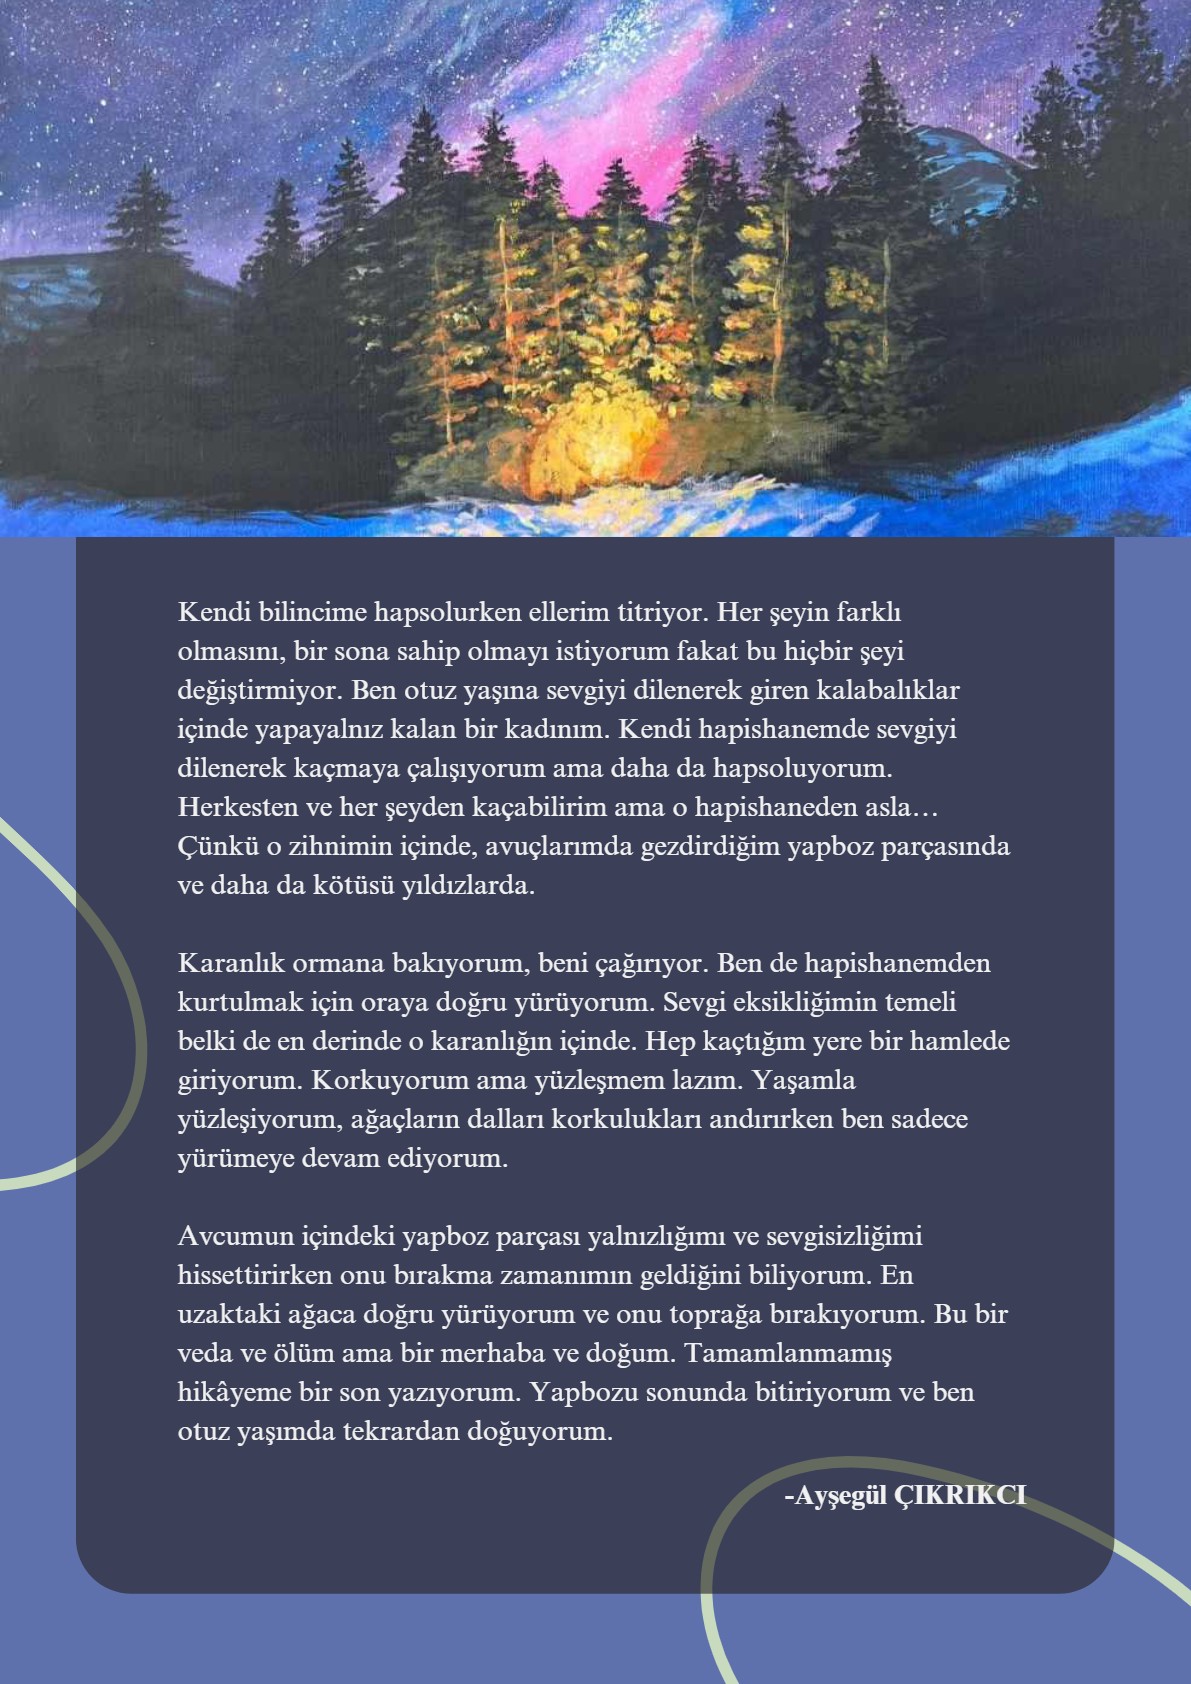 Kendi bilincime hapsolurken ellerim titriyor. Her şeyin farklı
olmasını, bir sona sahip olmayı istiyorum fakat bu hiçbir şeyi
değiştirmiyor. Ben otuz yaşına sevgiyi dilenerek giren kalabalıklar
içinde yapayalnız kalan bir kadınım. Kendi hapishanemde sevgiyi
dilenerek kaçmaya çalışıyorum ama daha da hapsoluyorum.
Herkesten ve her şeyden kaçabilirim ama o hapishaneden asla…
Çünkü o zihnimin içinde, avuçlarımda gezdirdiğim yapboz parçasında
ve daha da kötüsü yıldızlarda.
Karanlık ormana bakıyorum, beni çağırıyor. Ben de hapishanemden
kurtulmak için oraya doğru yürüyorum. Sevgi eksikliğimin temeli
belki de en derinde o karanlığın içinde. Hep kaçtığım yere bir hamlede
giriyorum. Korkuyorum ama yüzleşmem lazım. Yaşamla
yüzleşiyorum, ağaçların dalları korkulukları andırırken ben sadece
yürümeye devam ediyorum.
Avcumun içindeki yapboz parçası yalnızlığımı ve sevgisizliğimi
hissettirirken onu bırakma zamanımın geldiğini biliyorum. En
uzaktaki ağaca doğru yürüyorum ve onu toprağa bırakıyorum. Bu bir
veda ve ölüm ama bir merhaba ve doğum. Tamamlanmamış
hikâyeme bir son yazıyorum. Yapbozu sonunda bitiriyorum ve ben
otuz yaşımda tekrardan doğuyorum.
-Ayşegül ÇIKRIKCI